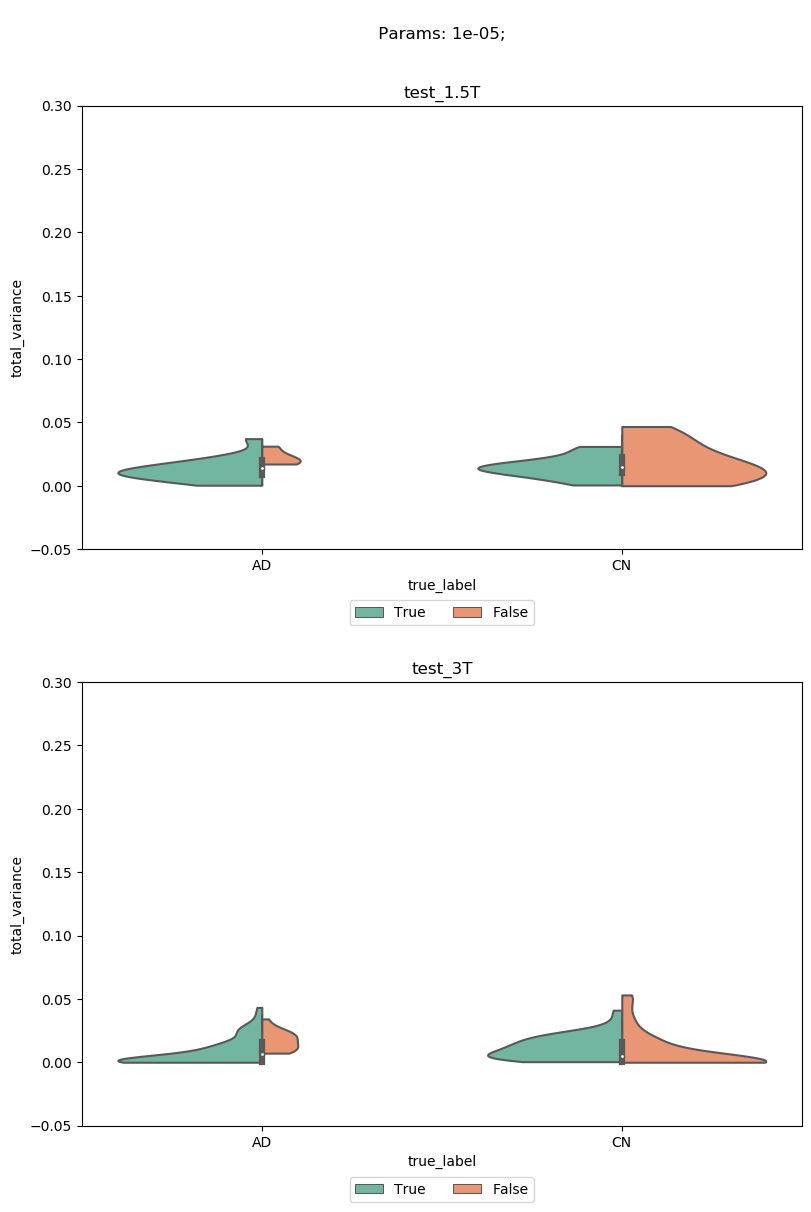 Params: 1e-05;
test_1.5T
0.30
0.25
0.20
0.15
0.10
0.05
0.00
−0.05
total_variance
AD CN
true_label
True False
test_3T
0.30
0.25
0.20
0.15
0.10
0.05
0.00
−0.05
total_variance
AD CN
true_label
True False